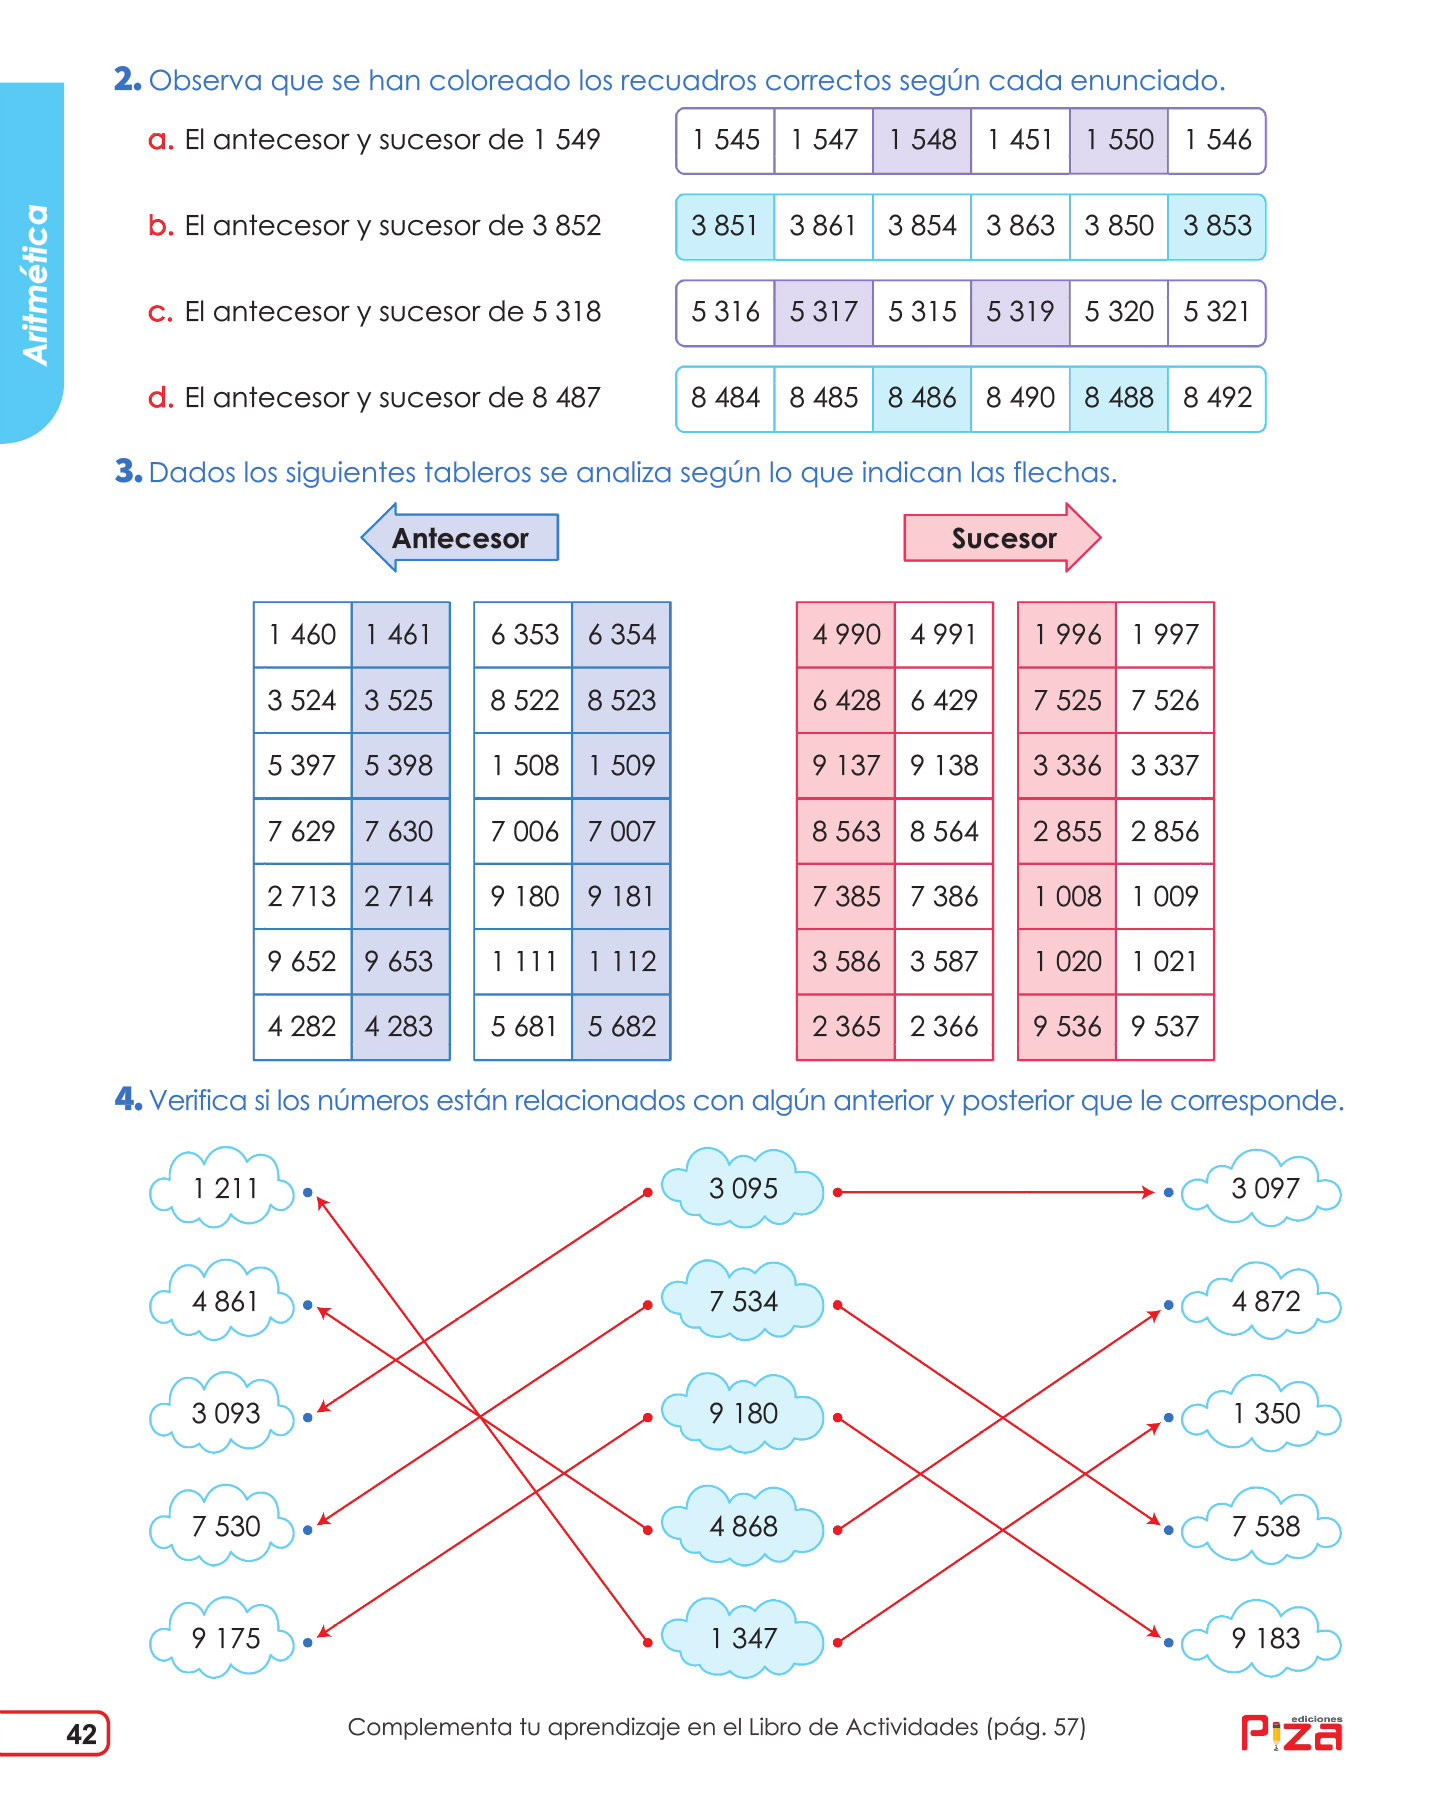 Aritmética
2. Observa que se han coloreado los recuadros correctos según cada enunciado.
a. El antecesor y sucesor de 1 549 1 545 1 547 1 548 1 451 1 550 1 546
b. El antecesor y sucesor de 3 852 3 851 3 861 3 854 3 863 3 850 3 853
c. El antecesor y sucesor de 5 318 5 316 5 317 5 315 5 319 5 320 5 321
d. El antecesor y sucesor de 8 487 8 484 8 485 8 486 8 490 8 488 8 492
3. Dados los siguientes tableros se analiza según lo que indican las flechas.
Antecesor Sucesor
1 460 1 461 6 353 6 354 4 990 4 991 1 996 1 997
3 524 3 525 8 522 8 523 6 428 6 429 7 525 7 526
5 397 5 398 1 508 1 509 9 137 9 138 3 336 3 337
7 629 7 630 7 006 7 007 8 563 8 564 2 855 2 856
2 713 2 714 9 180 9 181 7 385 7 386 1 008 1 009
9 652 9 653 1 111 1 112 3 586 3 587 1 020 1 021
4 282 4 283 5 681 5 682 2 365 2 366 9 536 9 537
4. Verifica si los números están relacionados con algún anterior y posterior que le corresponde.
1 211 3 095 3 097
4 861 7 534 4 872
3 093 9 180 1 350
7 530 4 868 7 538
9 175 1 347 9 183
42
Complementa tu aprendizaje en el Libro de Actividades (pág. 57)
ediciones
Piza